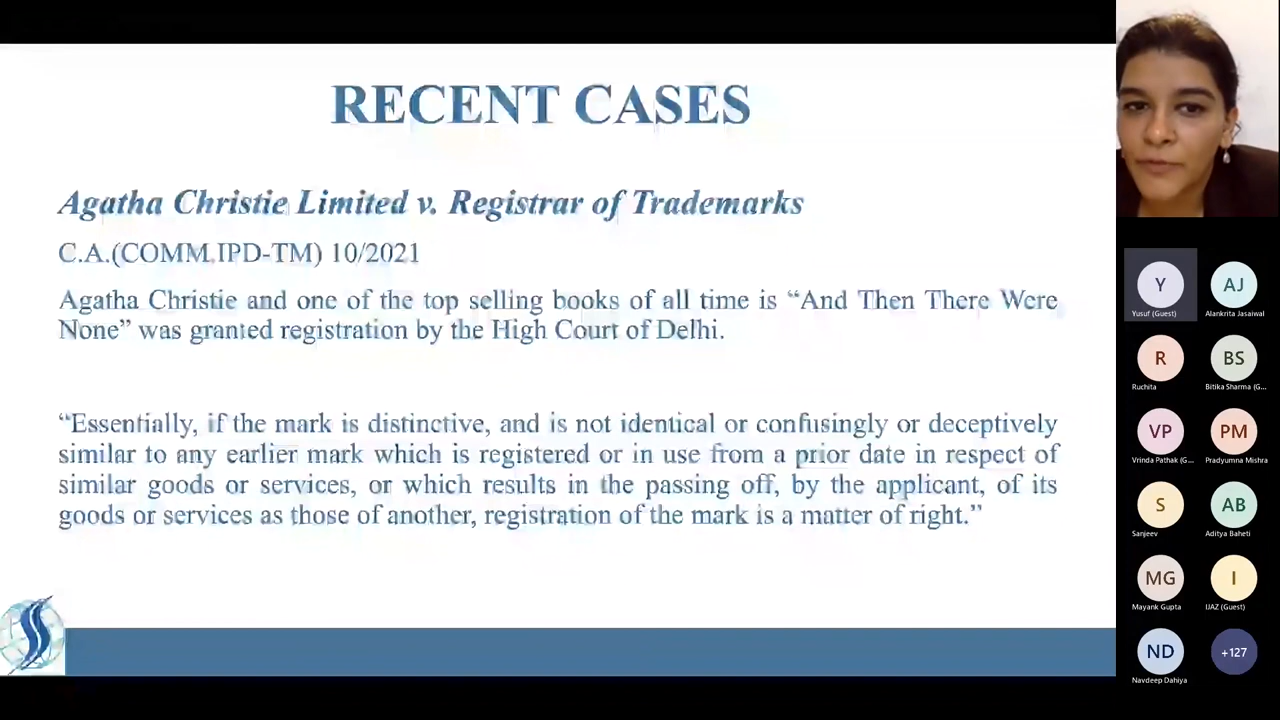 RECENT CASES
Agatha Christie Limited v. Registrar of Trademarks
C.A.(COMM.IPD-TM) 10/2021
Agatha Christie and one of the top selling books of all time is “And Then There Were
None” was granted registration by the High Court of Delhi.
“Essentially, if the mark is distinctive, and is not identical or confusingly or deceptively
similar to any earlier mark which is registered or in use from a prior date in respect of
similar goods or services, or which results in the passing off, by the applicant, of its
goods or services as those of another, registration of the mark is a matter of right.”
Y AJ
Yusuf (Guest) Alankrita Jasaiwal
R BS
Ruchita Bitika Sharma (G...
VP PM
Vrinda Pathak (G... Pradyumna Mishra
S AB
Sanjeev Aditya Baheti
MG I
Mayank Gupta IJAZ (Guest)
ND +127
Navdeep Dahiya